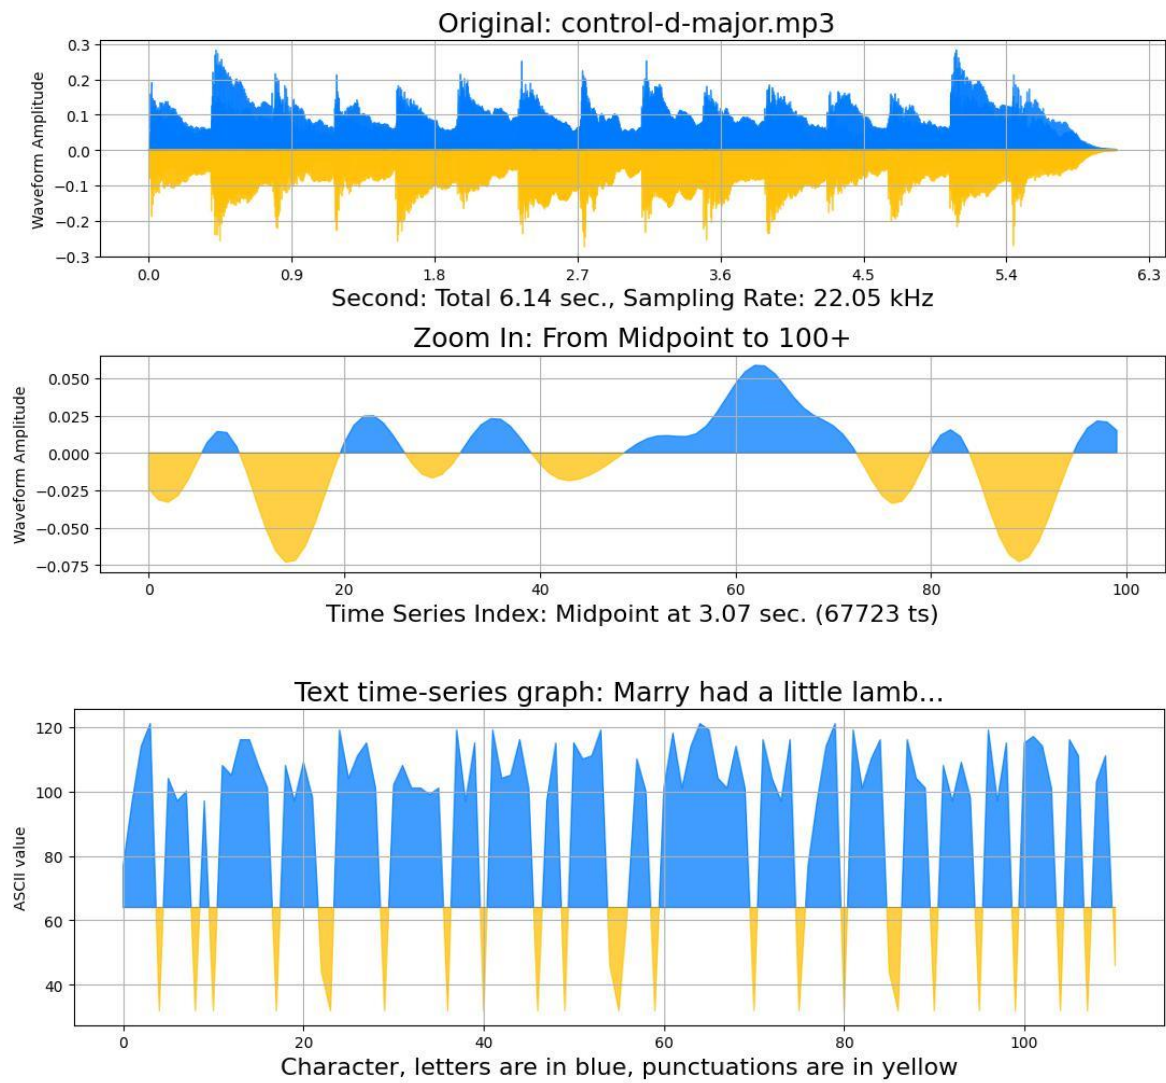 Original: control-d-major.mp3
0.3
0.2
0.1
0.0
−0.1
−0.2
−0.3
Waveform Amplitude
0.0 0.9 1.8 2.7 3.6 4.5 5.4 6.3
Second: Total 6.14 sec., Sampling Rate: 22.05 kHz
Zoom In: From Midpoint to 100+
0.050
0.025
0.000
−0.025
−0.050
−0.075
Waveform Amplitude
0 20 40 60 80 100
Time Series Index: Midpoint at 3.07 sec. (67723 ts)
Text time-series graph: Marry had a little lamb...
120
100
80
60
40
ASCII value
0 20 40 60 80 100
Character, letters are in blue, punctuations are in yellow